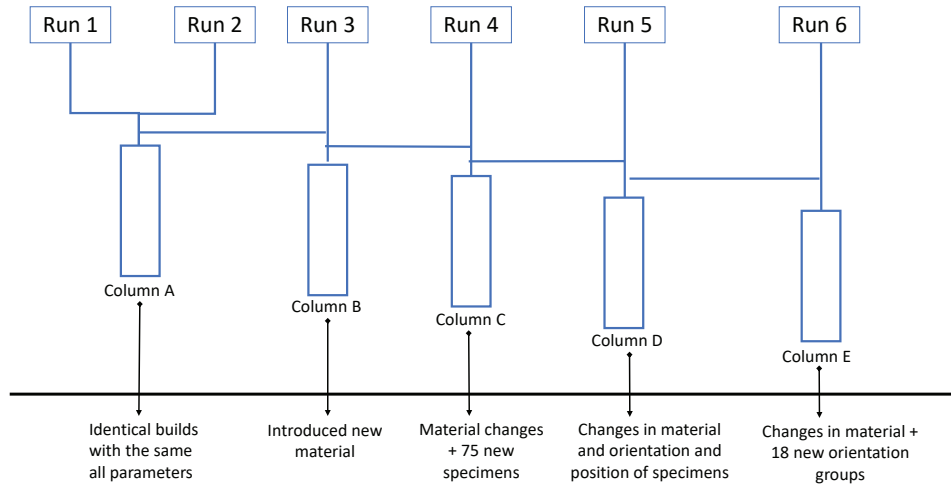 Run 1
Run 2
Run 3
Run 4
Run 5
Run 6
Column A
Column B
Column C
Column D
Column E
Identical builds
with the same
all parameters
Introduced new
material
Material changes
+ 75 new
specimens
Changes in material
and orientation and
position of specimens
Changes in material +
18 new orientation
groups